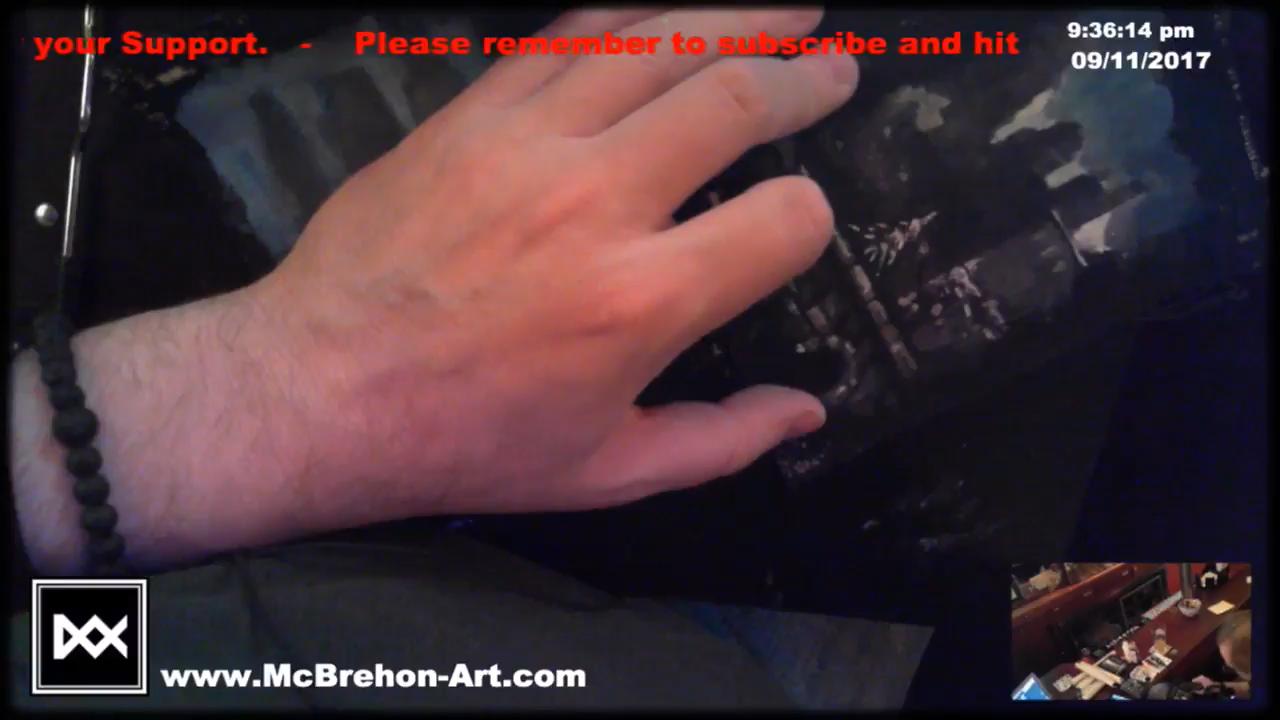 your Support.   -   Please remember to subscribe and hit
9:36:14 pm
09/11/2017
www.McBrehon-Art.com